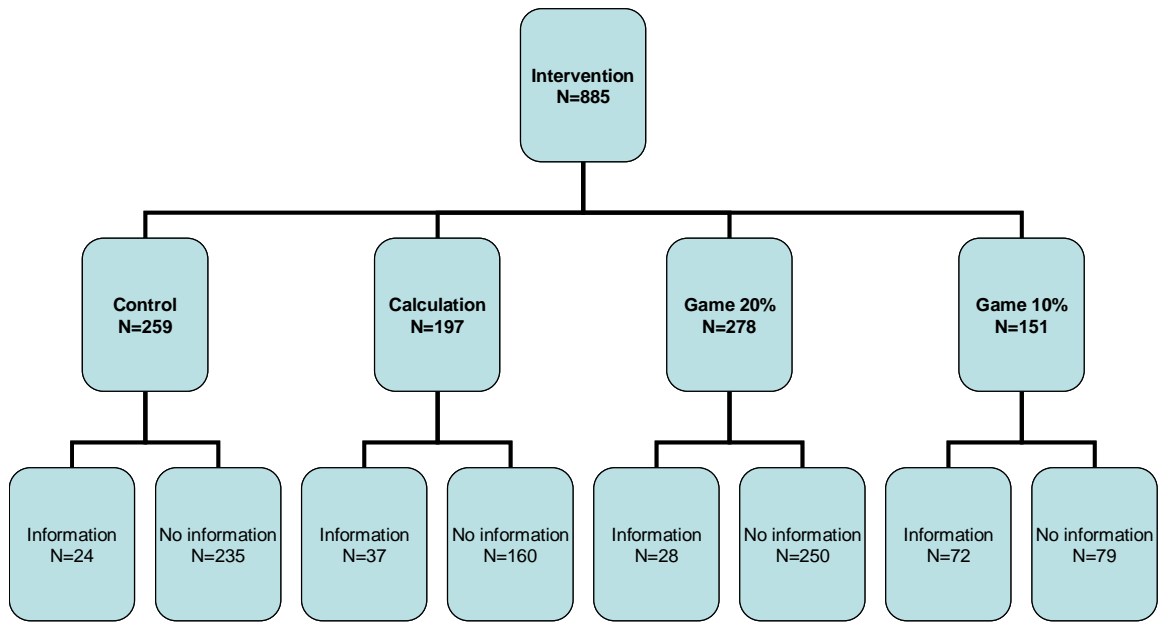 Intervention
N=885
Control
N=259
Calculation
N=197
Game 20%
N=278
Game 10%
N=151
Information
N=24
No information
N=235
Information
N=37
No information
N=160
Information
N=28
No information
N=250
Information
N=72
No information
N=79